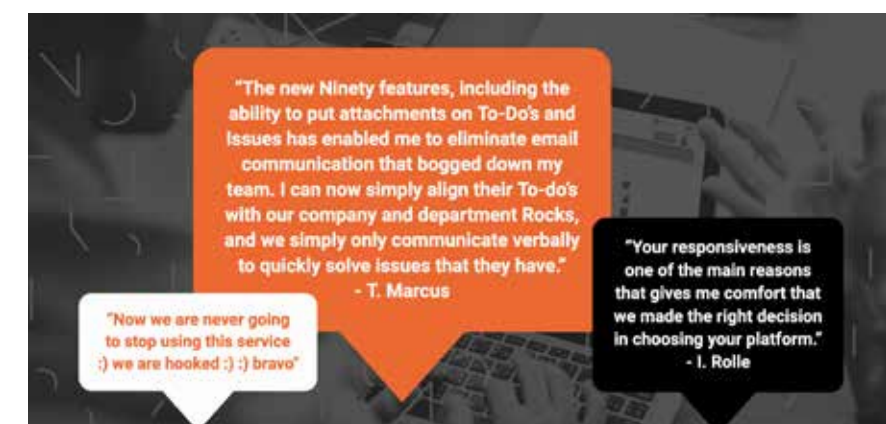 “The new Ninety features, including the
ability to put attachments on To-Do’s and
Issues has enabled me to eliminate email
communication that bogged down my
team. I can now simply align their To-do’s
with our company and department Rocks,
and we simply only communicate verbally
to quickly solve issues that they have.”
- T. Marcus
“Now we are never going
to stop using this service
:) we are hooked :) :) bravo”
“Your responsiveness is
one of the main reasons
that gives me comfort that
we made the right decision
in choosing your platform.”
- I. Rolle